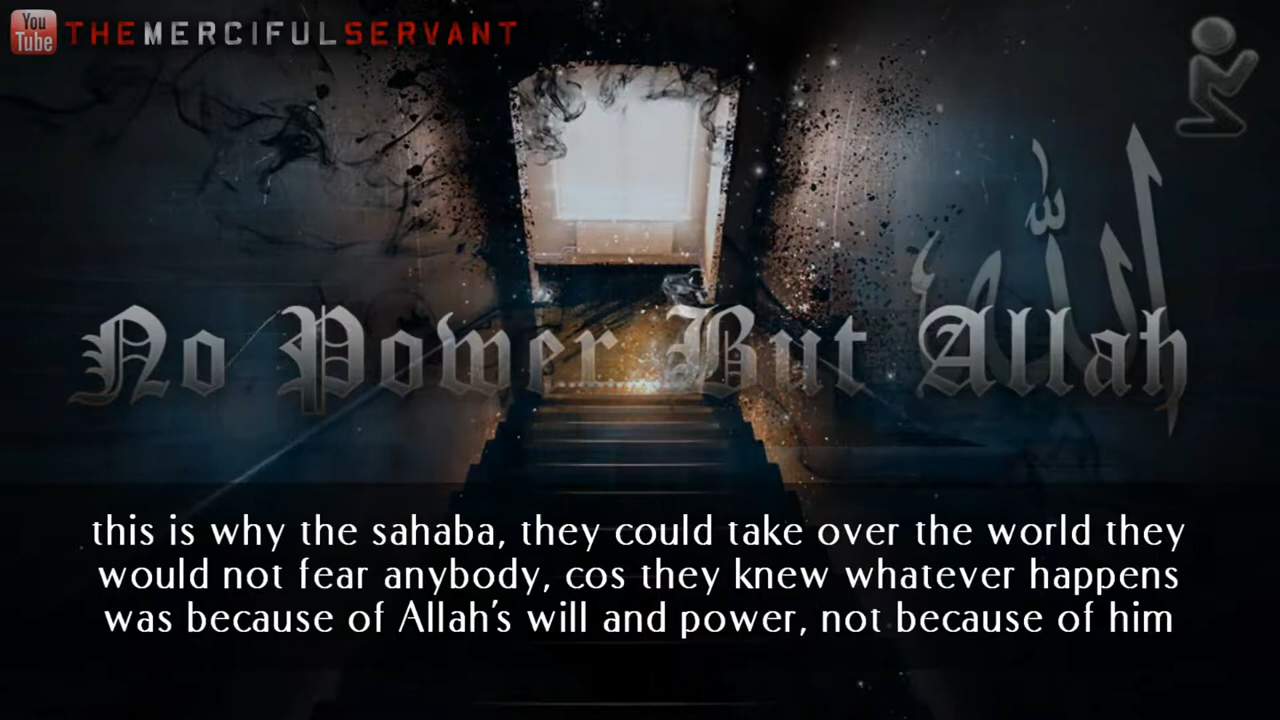 You
Tube
THEMERCIFULSERVANT
الله
No Power But Allah
this is why the sahaba, they could take over the world they
would not fear anybody, cos they knew whatever happens
was because of Allah's will and power, not because of him